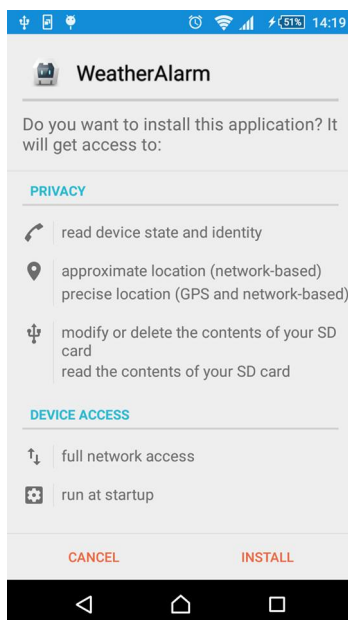 51% 14:19
WeatherAlarm
Do you want to install this application? It
will get access to:
PRIVACY
read device state and identity
approximate location (network-based)
precise location (GPS and network-based)
modify or delete the contents of your SD
card
read the contents of your SD card
DEVICE ACCESS
full network access
run at startup
CANCEL INSTALL